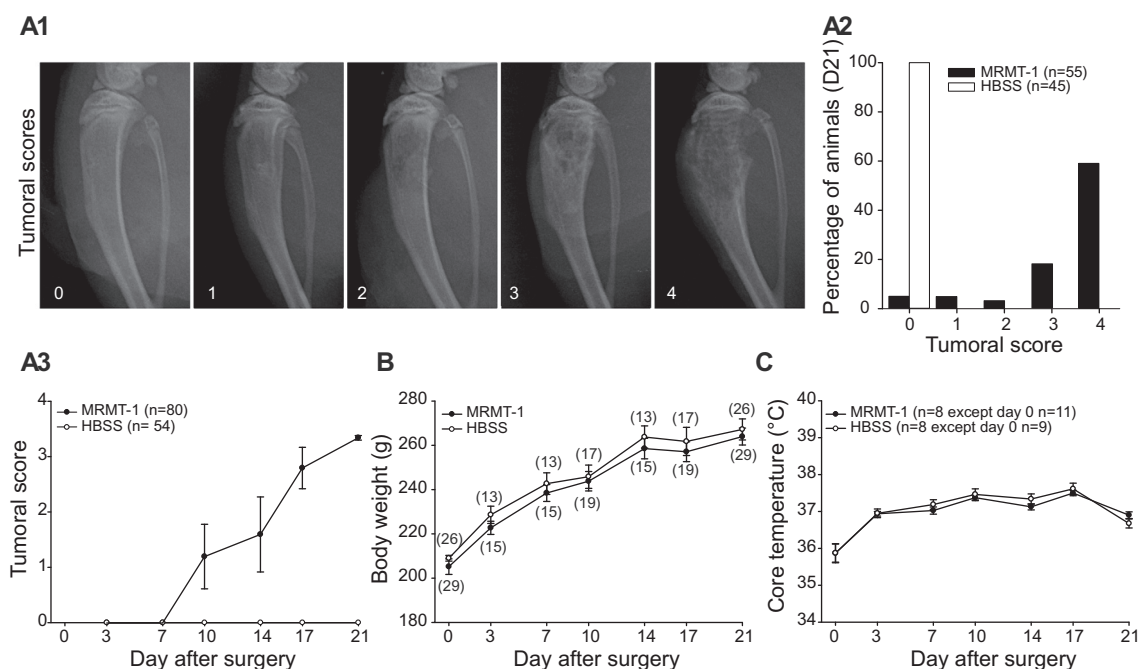 A1
Tumoral scores
0
1
2
3
4
A2
Percentage of animals (D21)
100
80
60
40
20
0
MRMT-1 (n=55)
HBSS (n=45)
0 1 2 3 4
Tumoral score
A3
Tumoral score
4
3
2
1
0
MRMT-1 (n=80)
HBSS (n= 54)
0 3 7 10 14 17 21
Day after surgery
B
Body weight (g)
280
260
240
220
200
180
MRMT-1
HBSS
(26) (13) (13) (17) (13) (17) (26)
(29) (15) (15) (19) (15) (19) (29)
0 3 7 10 14 17 21
Day after surgery
C
Core temperature (°C)
40
39
38
37
36
35
34
MRMT-1 (n=8 except day 0 n=11)
HBSS (n=8 except day 0 n=9)
0 3 7 10 14 17 21
Day after surgery